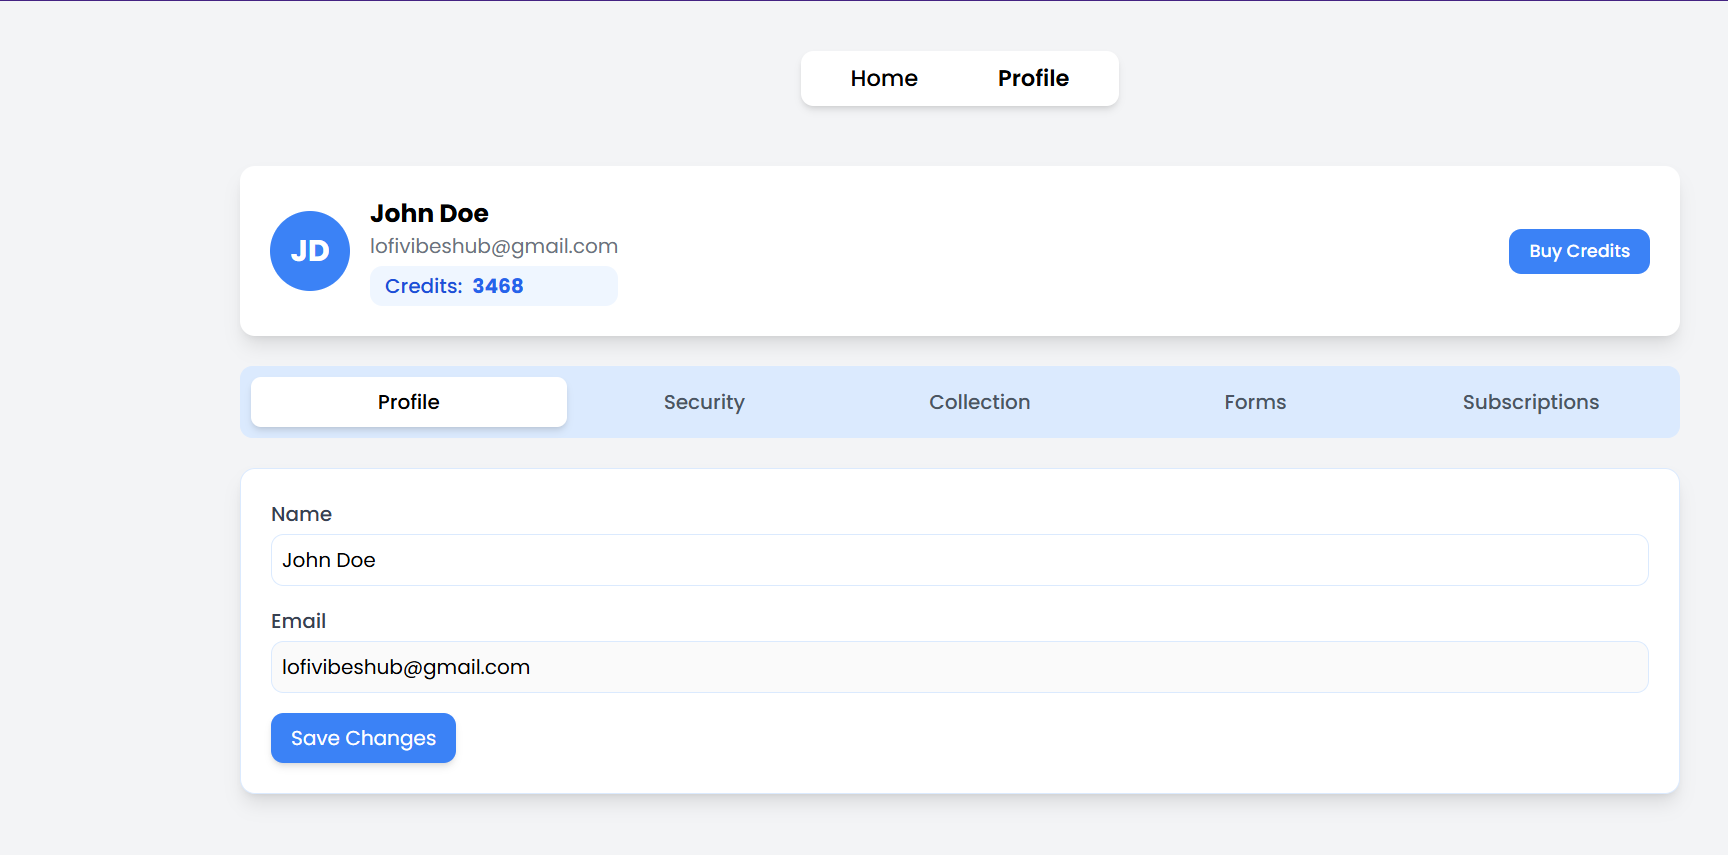 Home Profile
JD
John Doe
lofivibeshub@gmail.com
Credits: 3468
Buy Credits
Profile Security Collection Forms Subscriptions
Name
John Doe
Email
lofivibeshub@gmail.com
Save Changes